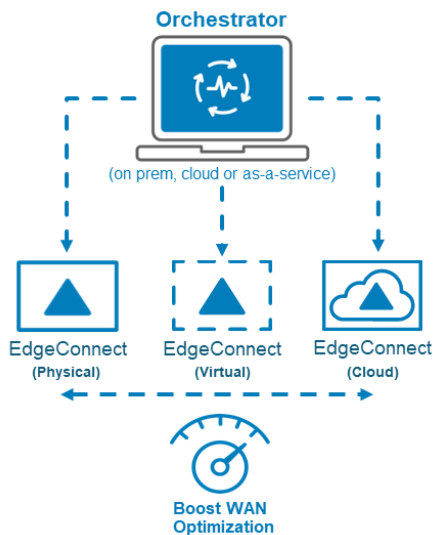 Orchestrator
(on prem, cloud or as-a-service)
EdgeConnect EdgeConnect EdgeConnect
(Physical) (Virtual) (Cloud)
Boost WAN
Optimization